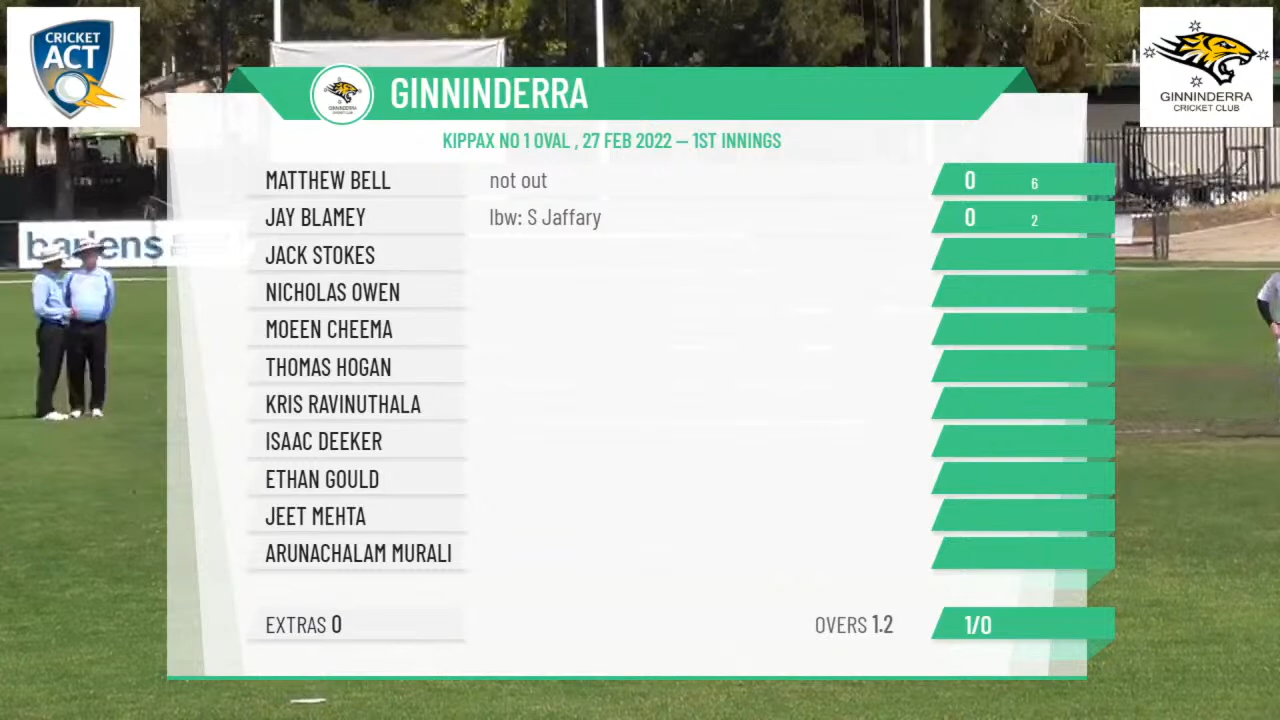 CRICKET
ACT
GINNINDERRA
CRICKET CLUB
GINNINDERRA
KIPPAX NO 1 OVAL , 27 FEB 2022 – 1ST INNINGS
MATTHEW BELL not out 0 6
JAY BLAMEY lbw: S Jaffary 0 2
JACK STOKES
NICHOLAS OWEN
MOEEN CHEEMA
THOMAS HOGAN
KRIS RAVINUTHALA
ISAAC DEEKER
ETHAN GOULD
JEET MEHTA
ARUNACHALAM MURALI
EXTRAS 0 OVERS 1.2 1/0